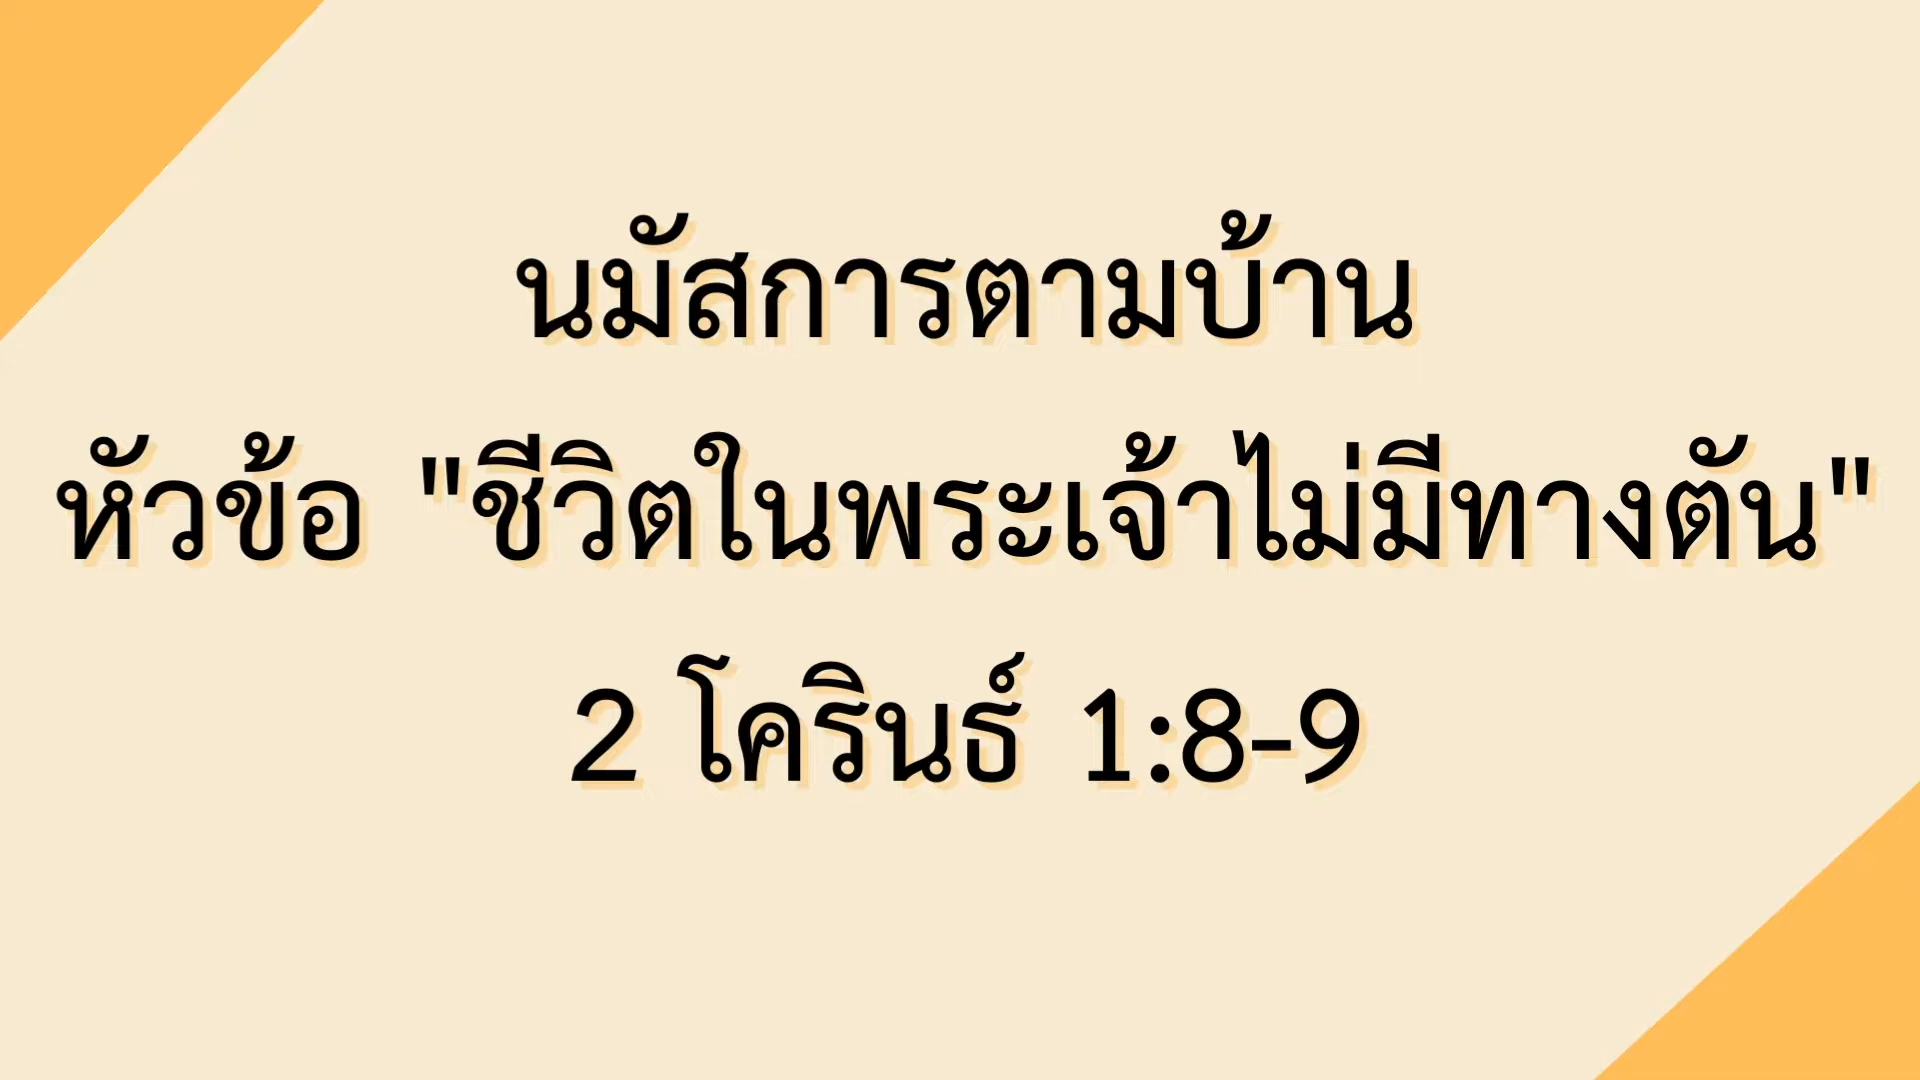 นมัสการตามบ้าน
หัวข้อ "ชีวิตในพระเจ้าไม่มีทางตัน"
2 โครินธ์ 1:8-9